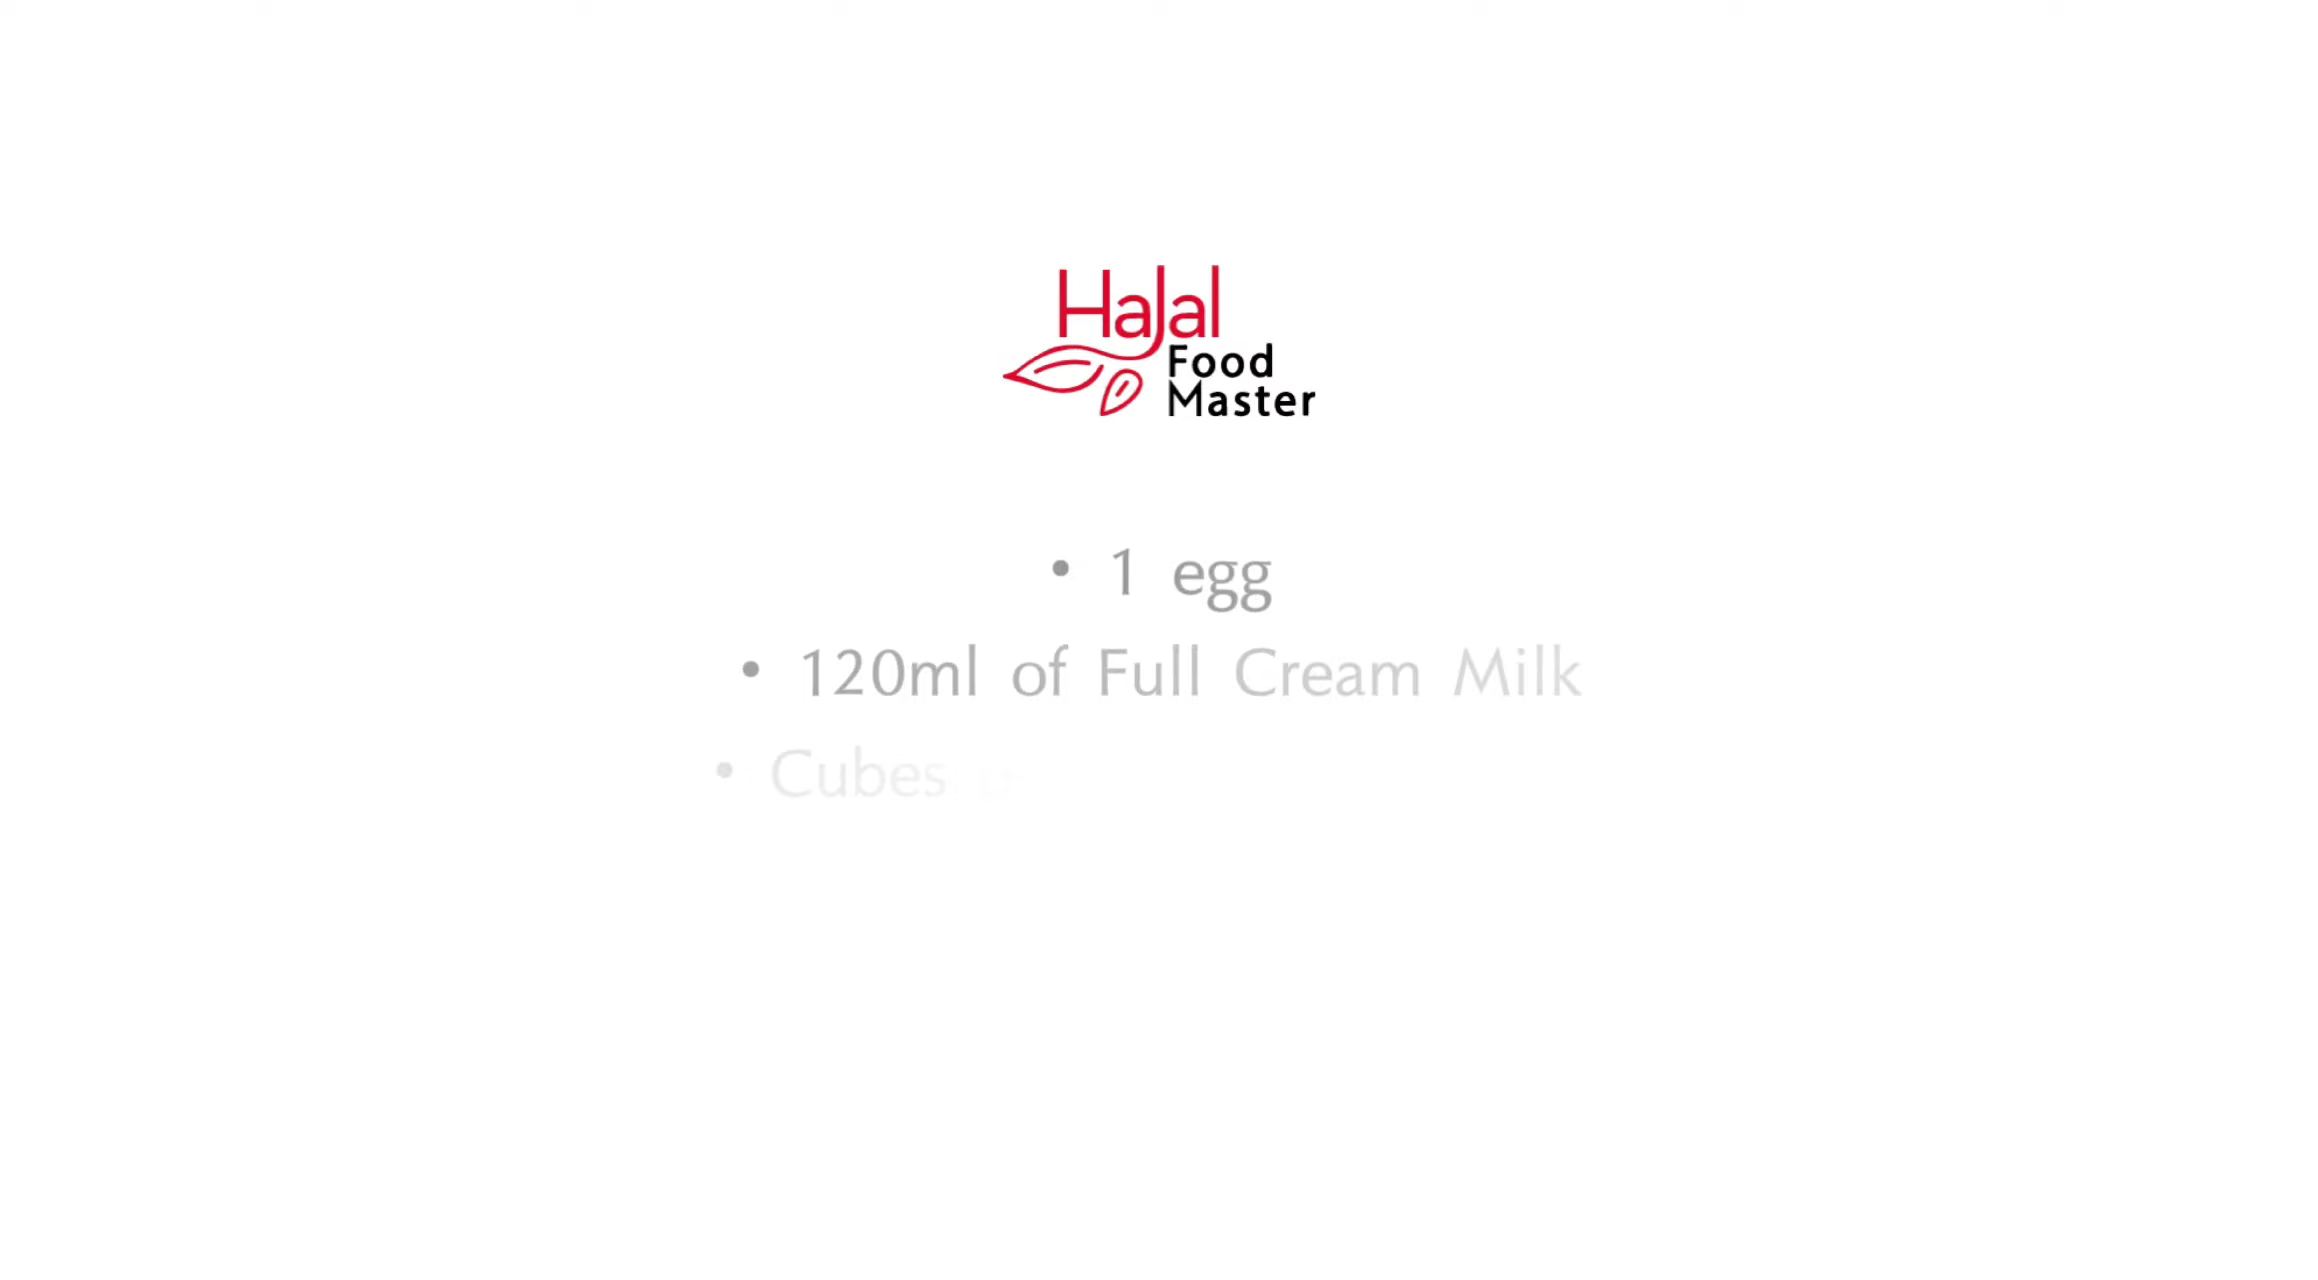 Halal
Food
Master
• 1 egg
• 120ml of Full Cream Milk
• Cubes